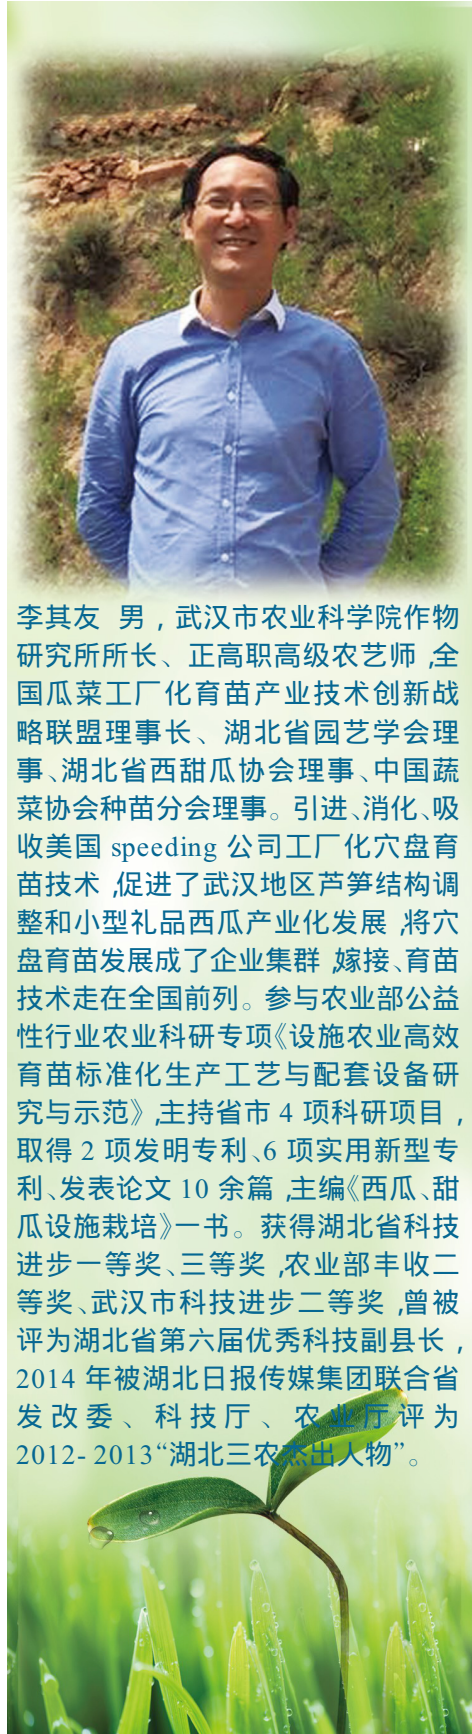 李其友 男，武汉市农业科学院作物
研究所所长、正高职高级农艺师,全
国瓜菜工厂化育苗产业技术创新战
略联盟理事长、湖北省园艺学会理
事、湖北省西甜瓜协会理事、中国蔬
菜协会种苗分会理事。引进、消化、吸
收美国 speeding 公司工厂化穴盘育
苗技术,促进了武汉地区芦笋结构调
整和小型礼品西瓜产业化发展,将穴
盘育苗发展成了企业集群,嫁接、育苗
技术走在全国前列。参与农业部公益
性行业农业科研专项《设施农业高效
育苗标准化生产工艺与配套设备研
究与示范》,主持省市 4 项科研项目，
取得 2 项发明专利、6 项实用新型专
利、发表论文 10 余篇,主编《西瓜、甜
瓜设施栽培》一书。获得湖北省科技
进步一等奖、三等奖,农业部丰收二
等奖、武汉市科技进步二等奖,曾被
评为湖北省第六届优秀科技副县长，
2014 年被湖北日报传媒集团联合省
发改委、科技厅、农业厅评为
2012- 2013“湖北三农杰出人物”。